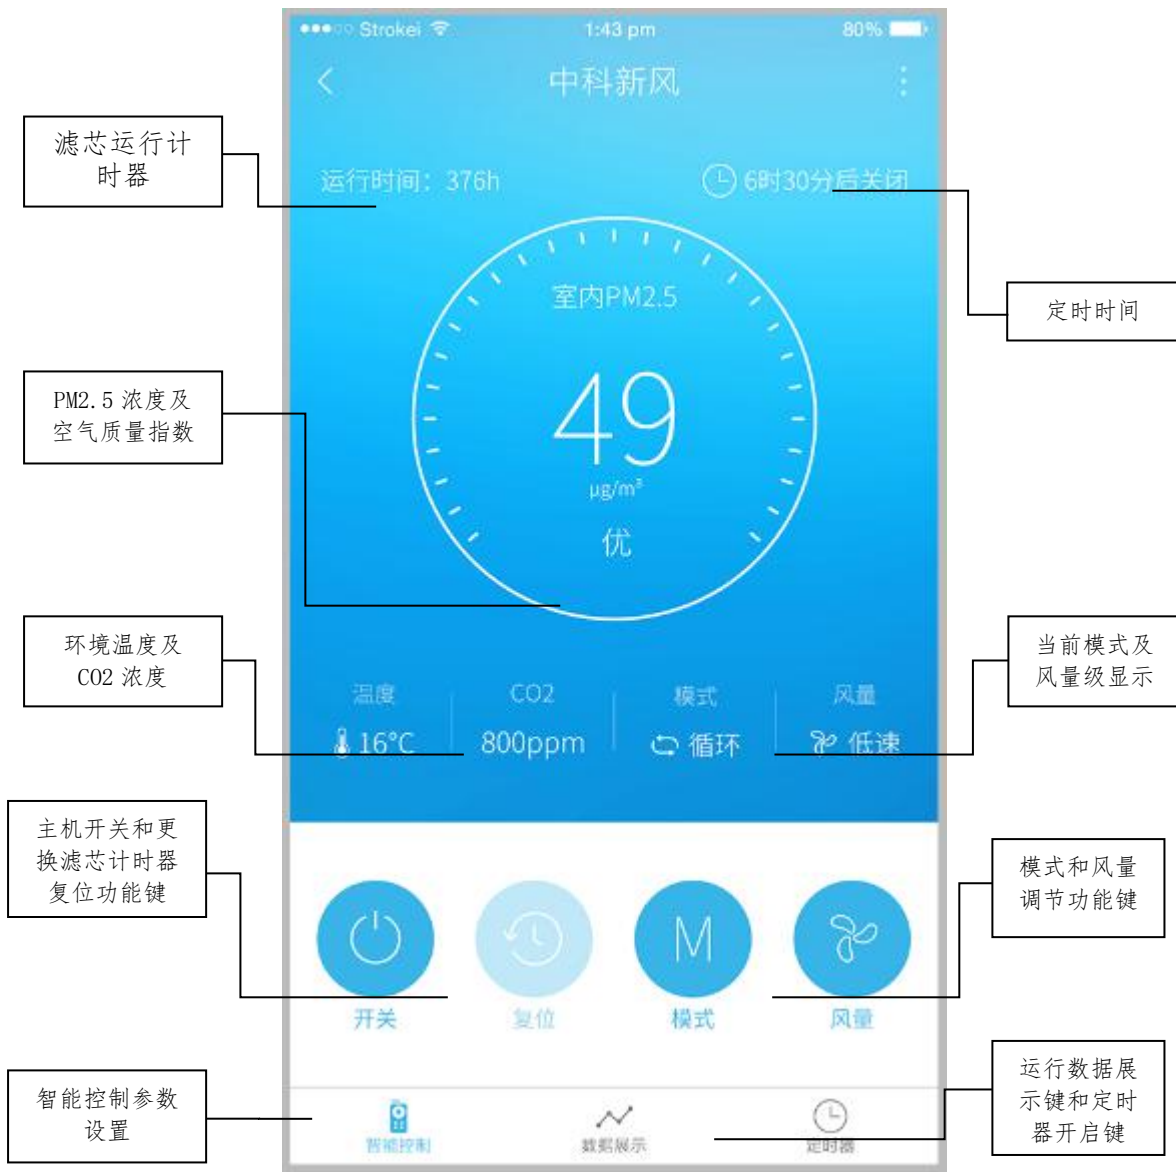 Strokei 1:43 pm 80%
中科新风
滤芯运行计
时器
运行时间：376h
6时30分后关闭
定时时间
室内PM2.5
49
μg/m³
优
PM2.5 浓度及
空气质量指数
环境温度及
CO2 浓度
当前模式及
风量级显示
温度 CO2 模式 风量
16°C 800ppm 循环 低速
主机开关和更
换滤芯计时器
复位功能键
模式和风量
调节功能键
M
开关 复位 模式 风量
智能控制参数
设置
运行数据展
示键和定时
器开启键
智能控制 数据展示 定时器